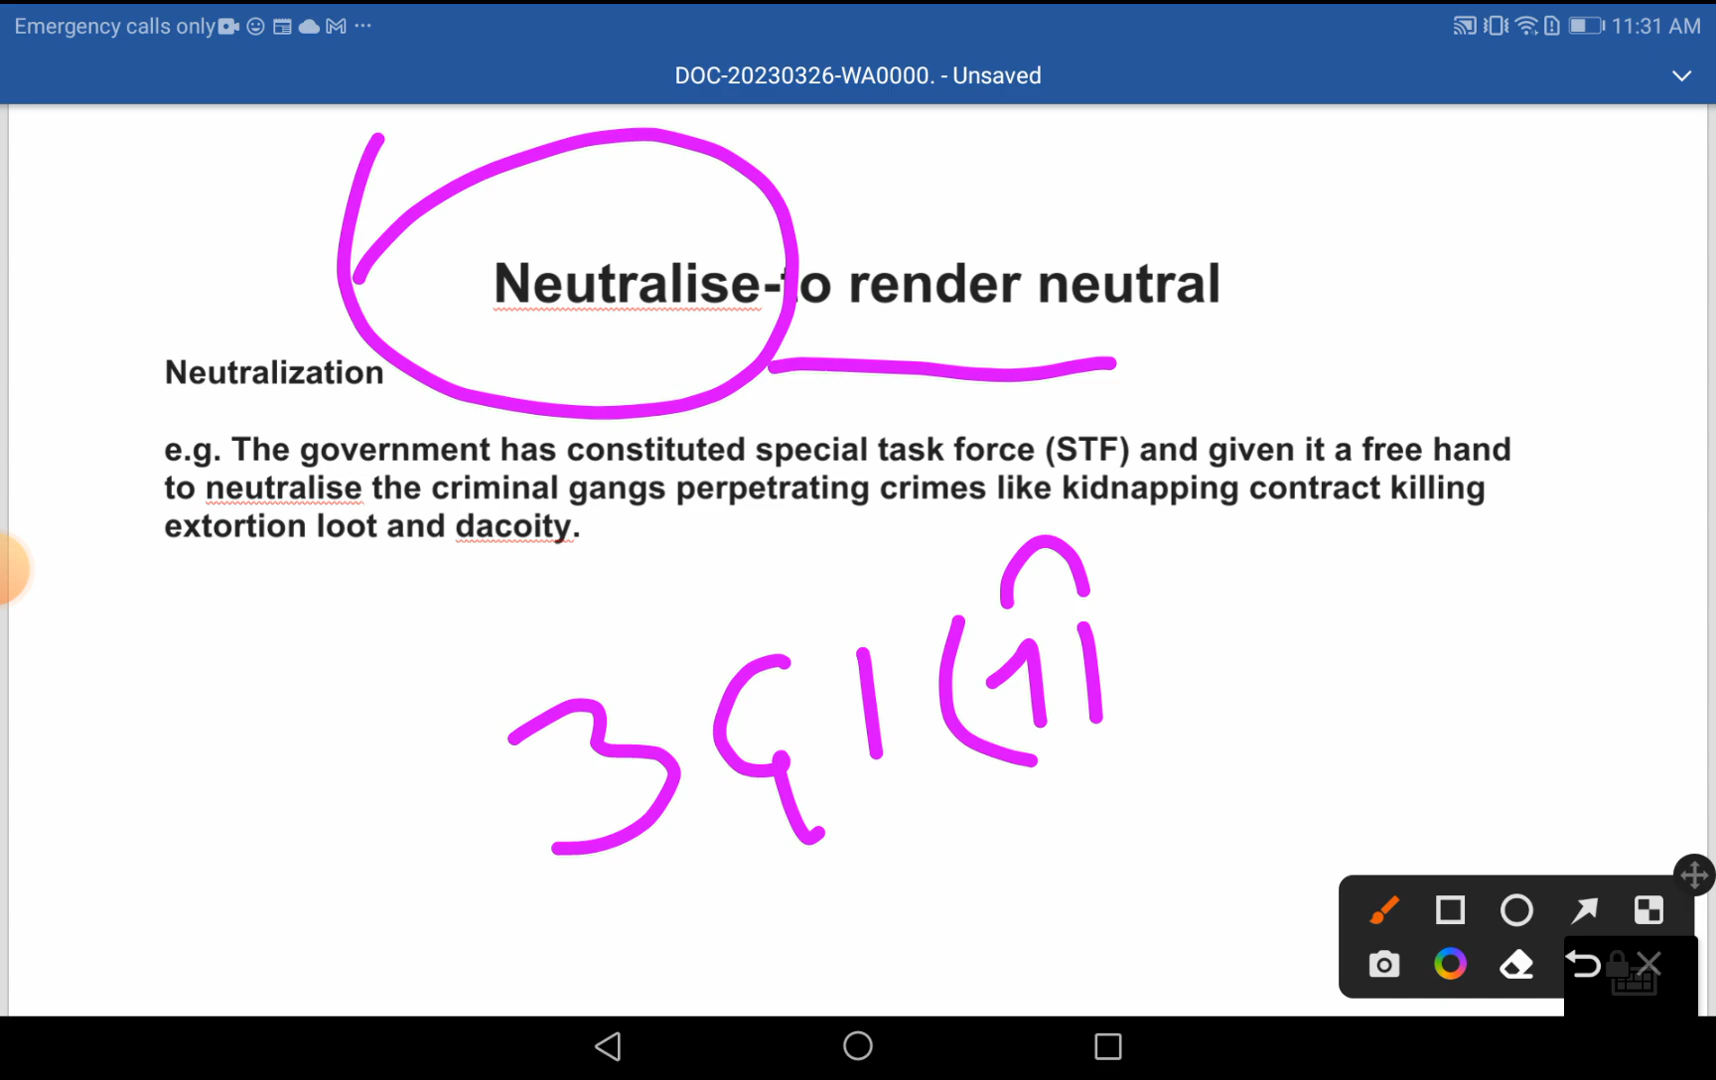 Emergency calls only
11:31 AM
DOC-20230326-WA0000. - Unsaved
Neutralise-to render neutral
Neutralization
e.g. The government has constituted special task force (STF) and given it a free hand
to neutralise the criminal gangs perpetrating crimes like kidnapping contract killing
extortion loot and dacoity.